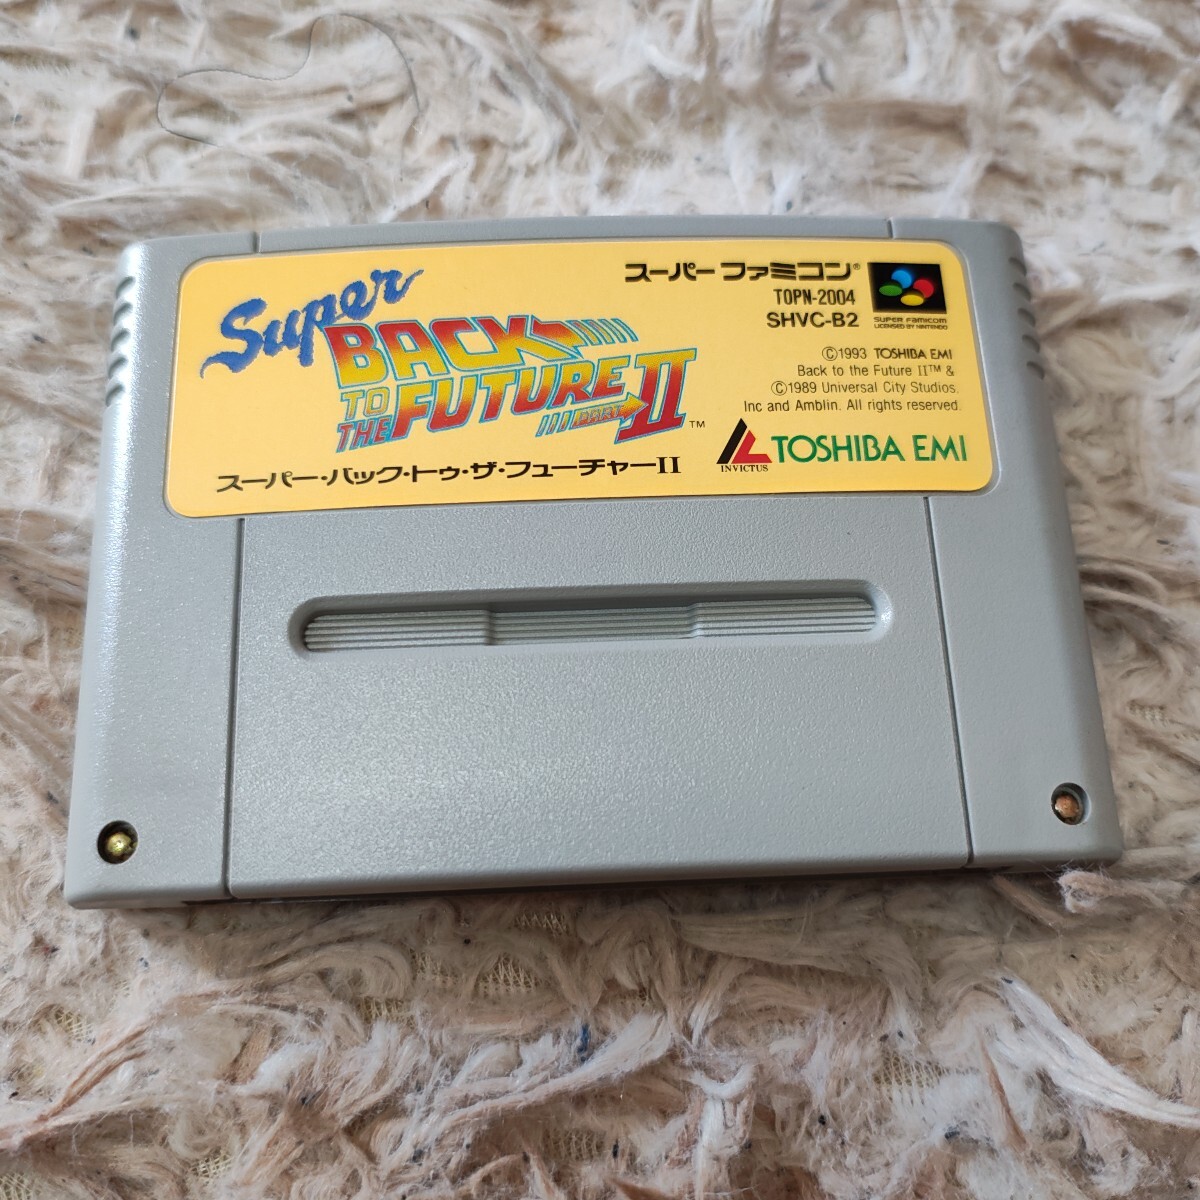 Super
BACK
TO
THE FUTURE
PART II™
スーパー・バック・トゥ・ザ・フューチャーII
スーパーファミコン®
TOPN-2004
SHVC-B2
SUPER FAMICOM
LICENSED BY NINTENDO
©1993 TOSHIBA EMI
Back to the Future II™ &
©1989 Universal City Studios.
Inc and Amblin. All rights reserved.
INVICTUS
TOSHIBA EMI